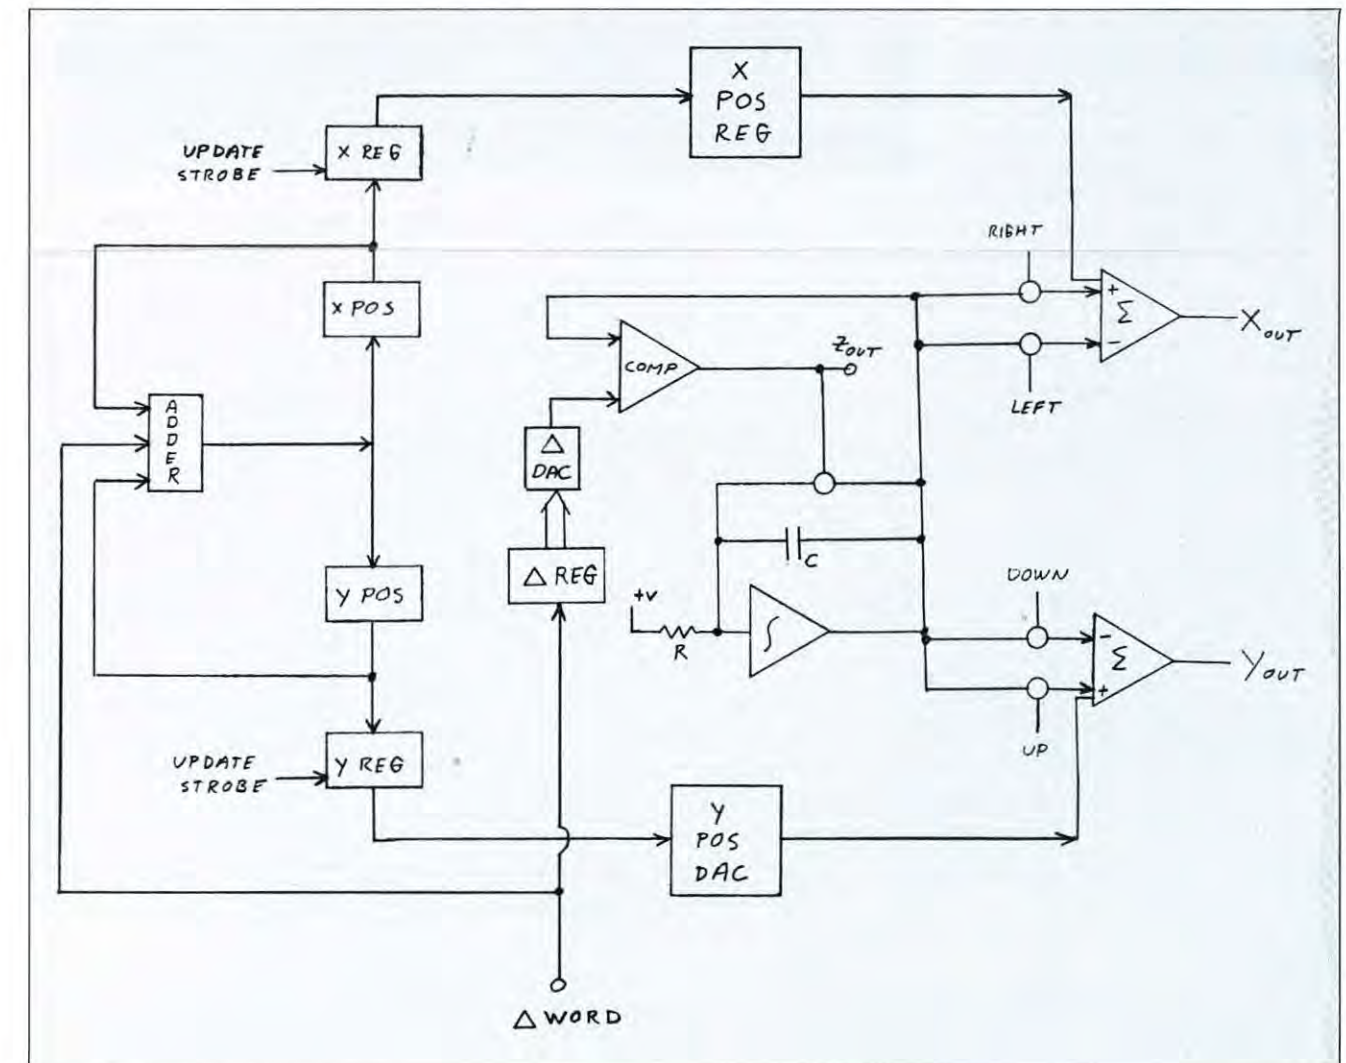 X
POS
REG
UPDATE
STROBE
X REG
RIGHT
X POS
+
Σ
-
XOUT
ZOUT
COMP
LEFT
ADDER
Δ
DAC
C
Δ REG
+V
R
∫
DOWN
Y POS
-
Σ
+
YOUT
UP
UPDATE
STROBE
Y REG
Y
POS
DAC
Δ WORD